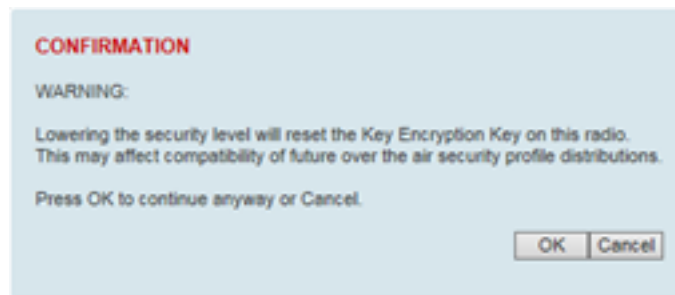 CONFIRMATION
WARNING:
Lowering the security level will reset the Key Encryption Key on this radio.
This may affect compatibility of future over the air security profile distributions.
Press OK to continue anyway or Cancel.
OK Cancel